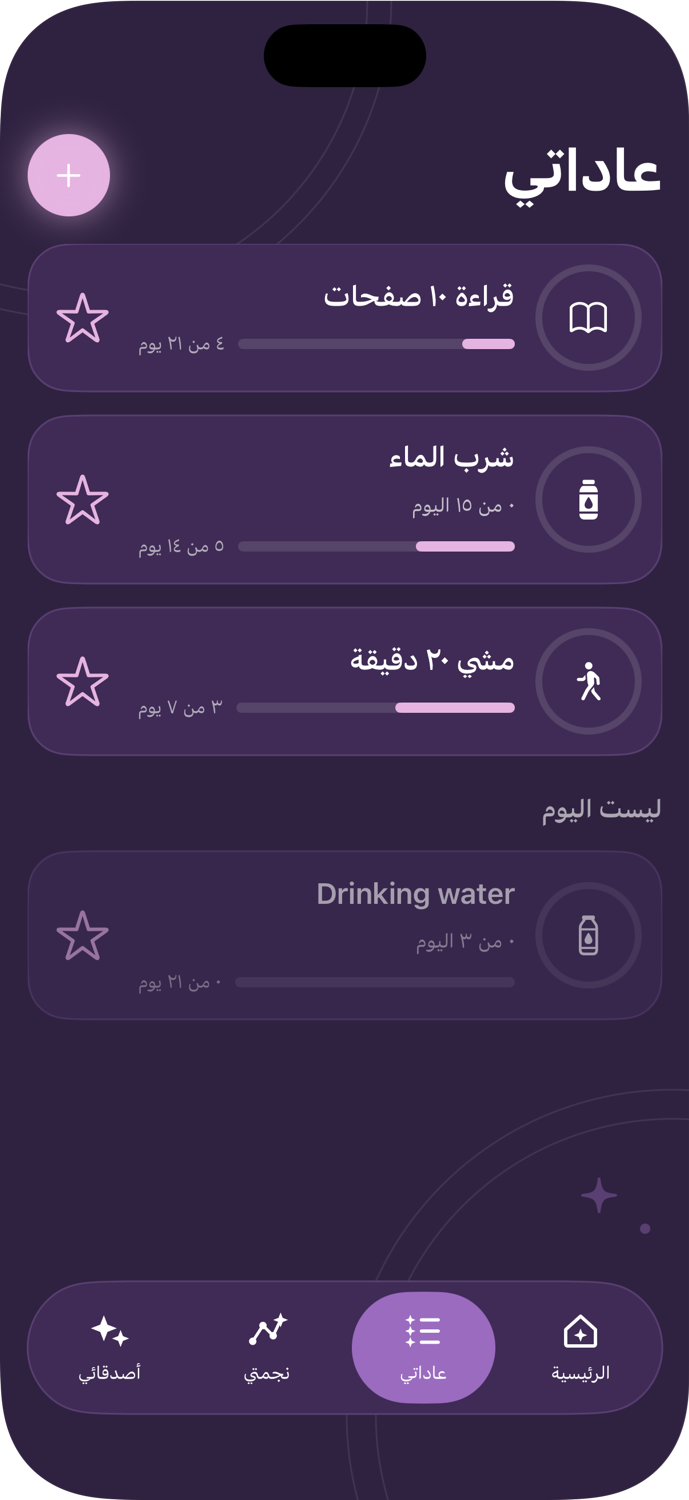 عاداتي
قراءة ١٠ صفحات
٤ من ٢١ يوم
شرب الماء
٠ من ١٥ اليوم
٥ من ١٤ يوم
مشي ٢٠ دقيقة
٣ من ٧ يوم
ليست اليوم
Drinking water
٠ من ٣ اليوم
٠ من ٢١ يوم
الرئيسية
عاداتي
نجمتي
أصدقائي